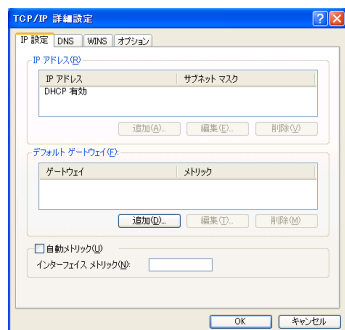 TCP/IP 詳細設定
IP 設定 DNS WINS オプション
IP アドレス(R)
IP アドレス サブネット マスク
DHCP 有効
追加(A)... 編集(E)... 削除(V)
デフォルト ゲートウェイ(F):
ゲートウェイ メトリック
追加(D)... 編集(T)... 削除(M)
自動メトリック(U)
インターフェイス メトリック(N):
OK キャンセル